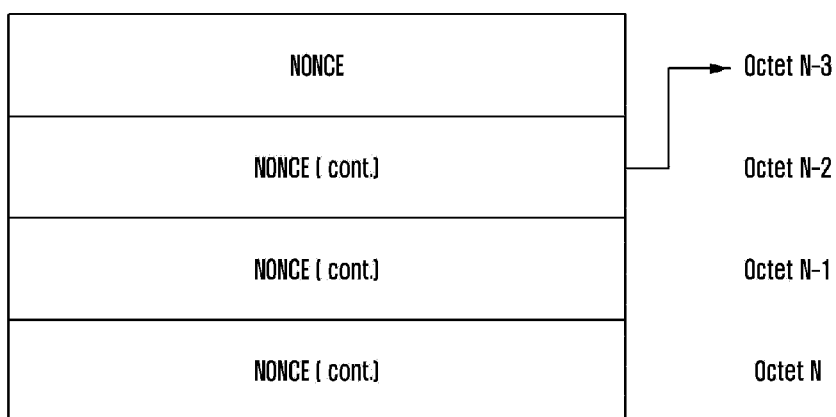 NONCE Octet N-3
NONCE ( cont.) Octet N-2
NONCE ( cont.) Octet N-1
NONCE ( cont.) Octet N